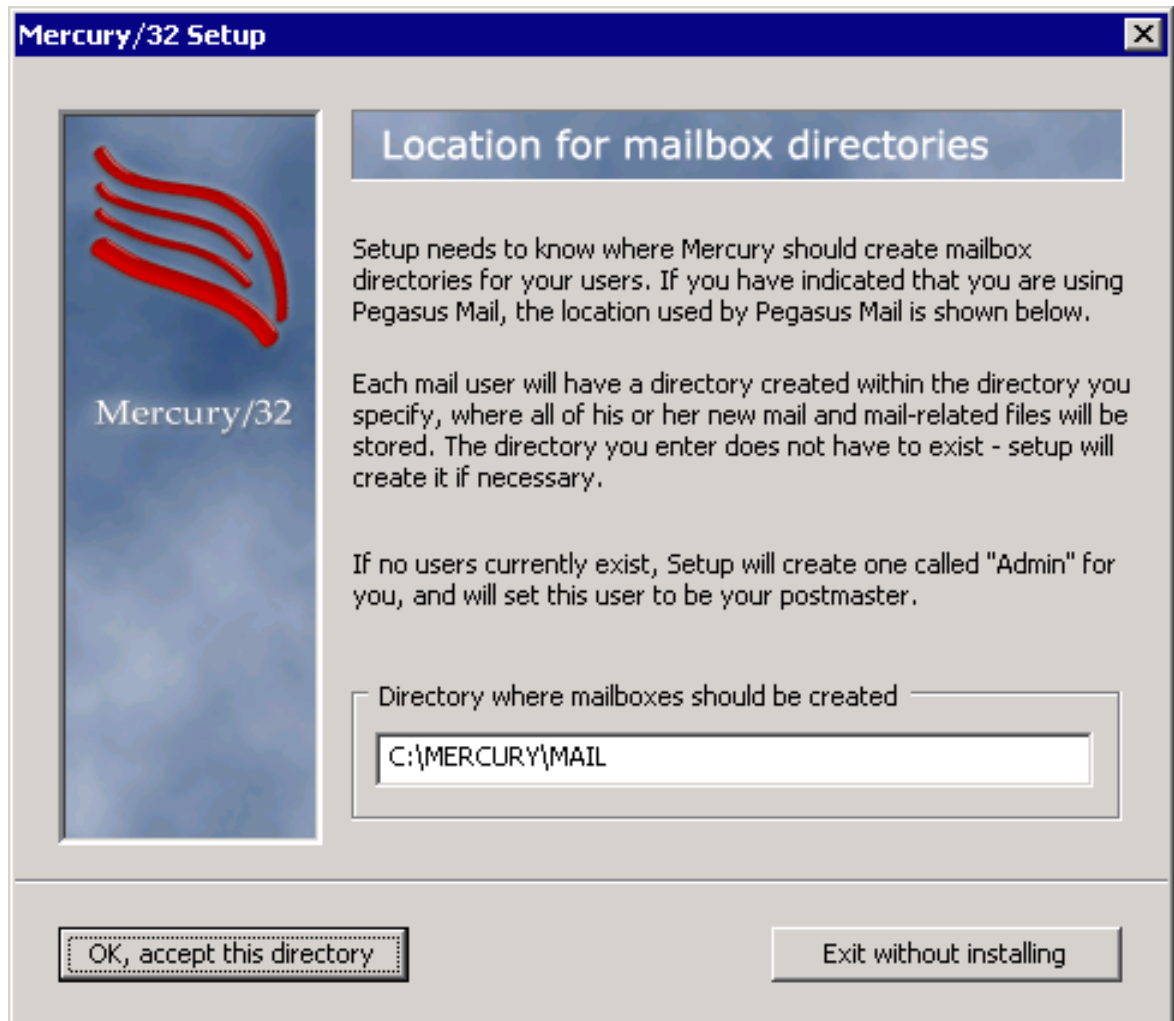 Mercury/32 Setup
Location for mailbox directories
Mercury/32
Setup needs to know where Mercury should create mailbox
directories for your users. If you have indicated that you are using
Pegasus Mail, the location used by Pegasus Mail is shown below.
Each mail user will have a directory created within the directory you
specify, where all of his or her new mail and mail-related files will be
stored. The directory you enter does not have to exist - setup will
create it if necessary.
If no users currently exist, Setup will create one called "Admin" for
you, and will set this user to be your postmaster.
Directory where mailboxes should be created
C:\MERCURY\MAIL
OK, accept this directory
Exit without installing